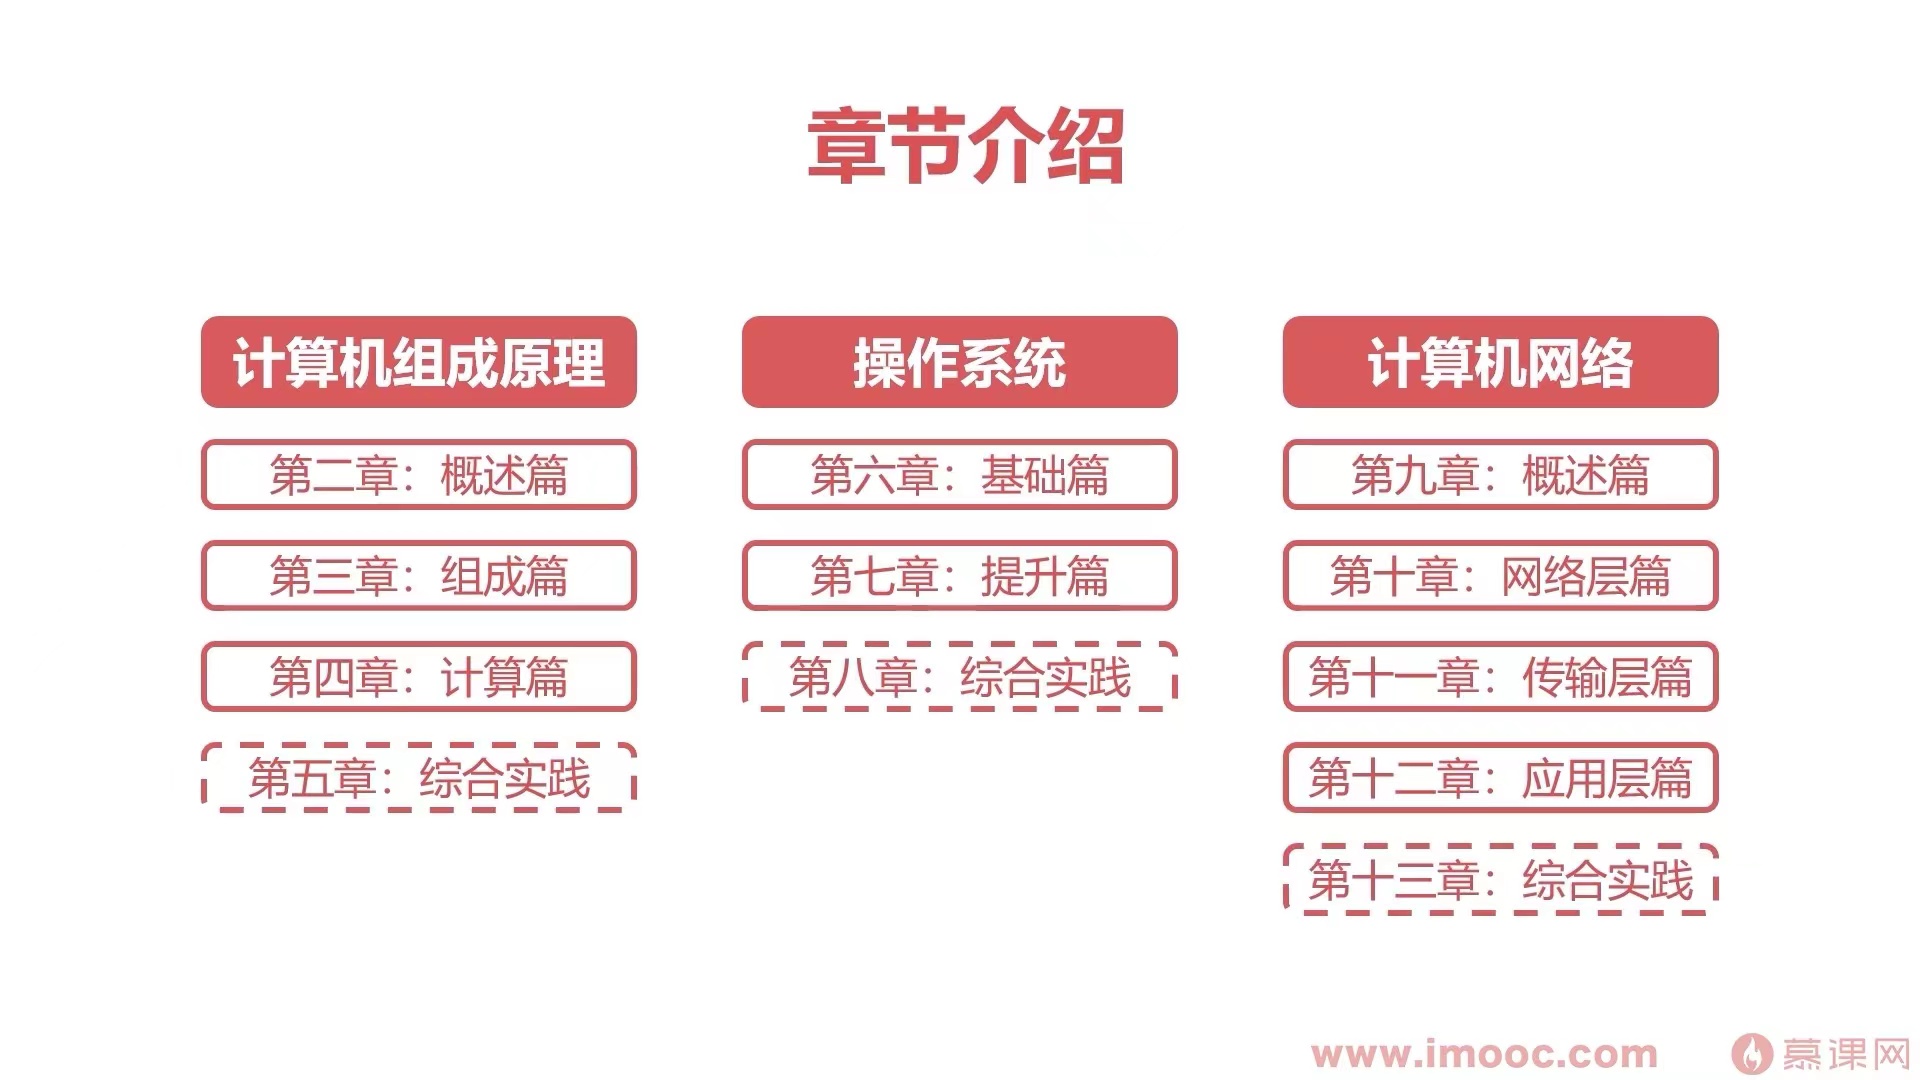 章节介绍
计算机组成原理
第二章：概述篇
第三章：组成篇
第四章：计算篇
第五章：综合实践
操作系统
第六章：基础篇
第七章：提升篇
第八章：综合实践
计算机网络
第九章：概述篇
第十章：网络层篇
第十一章：传输层篇
第十二章：应用层篇
第十三章：综合实践
www.imooc.com 慕课网